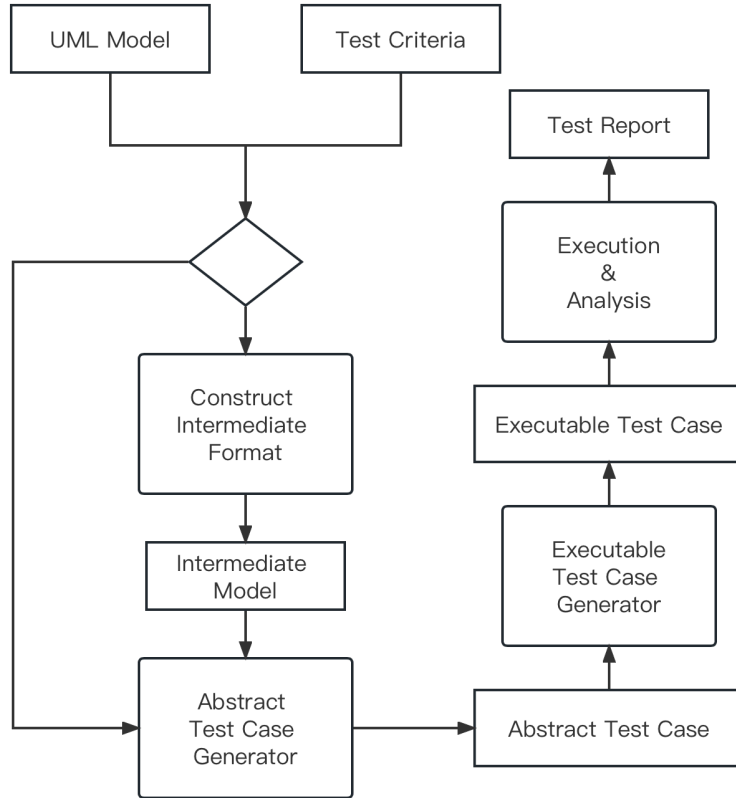 UML Model
Test Criteria
Test Report
Execution
&
Analysis
Construct
Intermediate
Format
Executable Test Case
Intermediate
Model
Executable
Test Case
Generator
Abstract
Test Case
Generator
Abstract Test Case